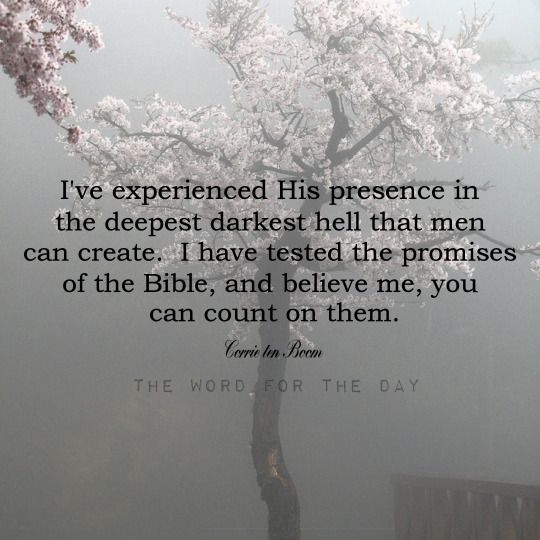 I've experienced His presence in
the deepest darkest hell that men
can create.  I have tested the promises
of the Bible, and believe me, you
can count on them.
Corrie ten Boom
THE WORD FOR THE DAY